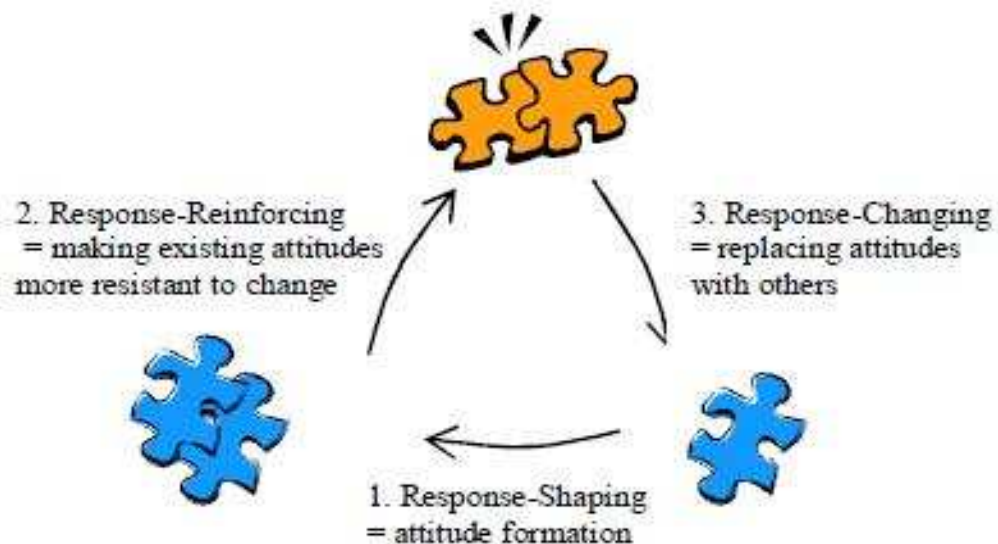 2. Response-Reinforcing
= making existing attitudes
more resistant to change
3. Response-Changing
= replacing attitudes
with others
1. Response-Shaping
= attitude formation